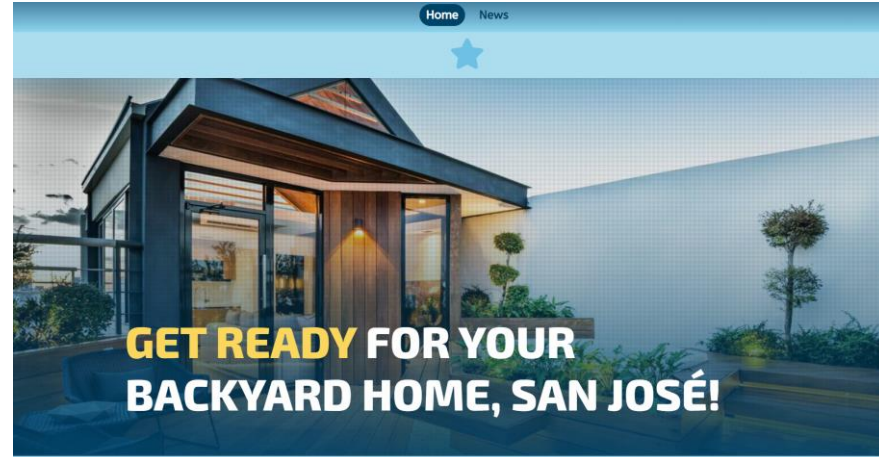 Home News
GET READY FOR YOUR
BACKYARD HOME, SAN JOSÉ!